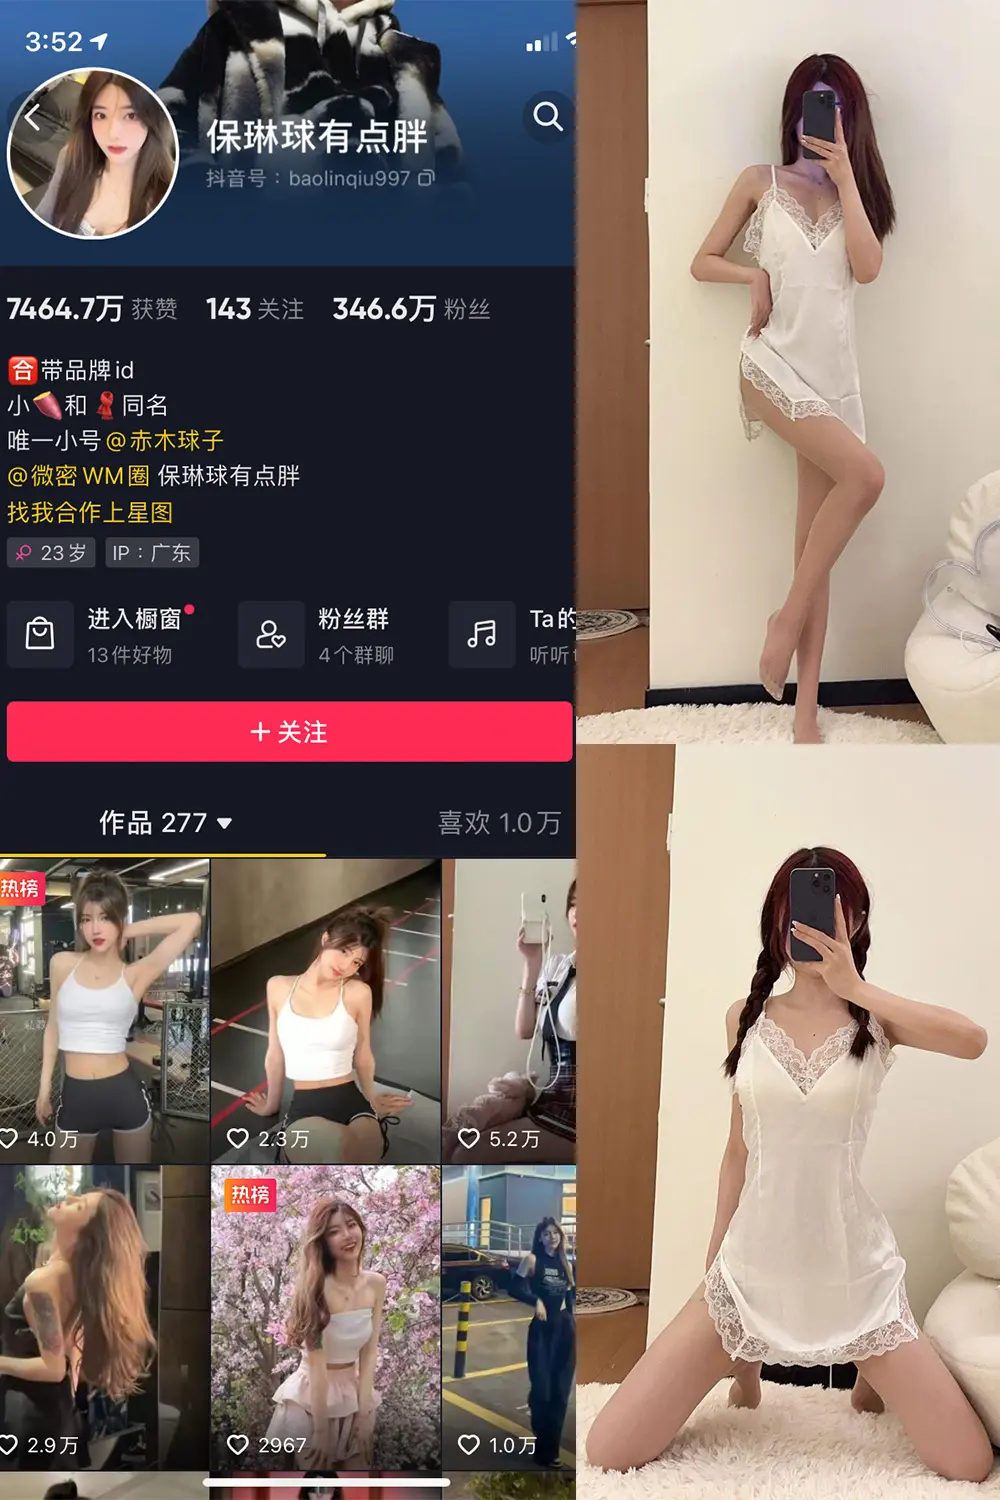 3:52
保琳球有点胖
抖音号：baolinqiu997
7464.7万 获赞 143 关注 346.6万 粉丝
合 带品牌id
小🍠和🧣同名
唯一小号@赤木球子
@微密WM圈 保琳球有点胖
找我合作上星图
23岁 IP：广东
进入橱窗 粉丝群 Ta的
13件好物 4个群聊 听听
+ 关注
作品 277 喜欢 1.0万
热榜
4.0万 2.3万 5.2万
热榜
2.9万 2967 1.0万